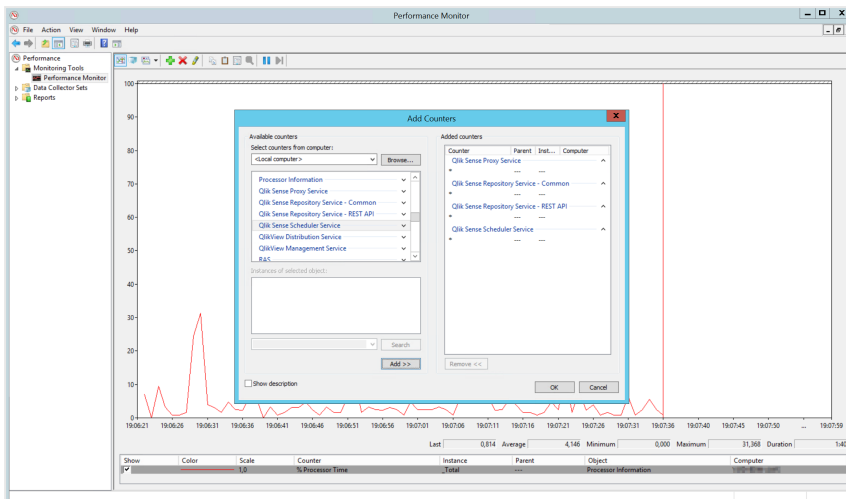 Performance Monitor
File Action View Window Help
Performance
Monitoring Tools
Performance Monitor
Data Collector Sets
Reports
100
90
80
70
60
50
40
30
20
10
0
19:06:21 19:06:26 19:06:31 19:06:36 19:06:41 19:06:46 19:06:51 19:06:56 19:07:01 19:07:06 19:07:11 19:07:16 19:07:21 19:07:26 19:07:31 19:07:36 19:07:40 19:07:45 19:07:50 ... 19:07:59
Add Counters
X
Available counters
Select counters from computer:
<Local computer>
Browse...
Processor Information
Qlik Sense Proxy Service
Qlik Sense Repository Service - Common
Qlik Sense Repository Service - REST API
Qlik Sense Scheduler Service
QlikView Distribution Service
QlikView Management Service
RAS
Instances of selected object:
Search
Add >>
Show description
Added counters
Counter Parent Inst... Computer
Qlik Sense Proxy Service
* --- ---
Qlik Sense Repository Service - Common
* --- ---
Qlik Sense Repository Service - REST API
* --- ---
Qlik Sense Scheduler Service
* --- ---
Remove <<
OK Cancel
Last 0,814 Average 4,146 Minimum 0,000 Maximum 31,368 Duration 1:40
Show Color Scale Counter Instance Parent Object Computer
1,0 % Processor Time _Total --- Processor Information